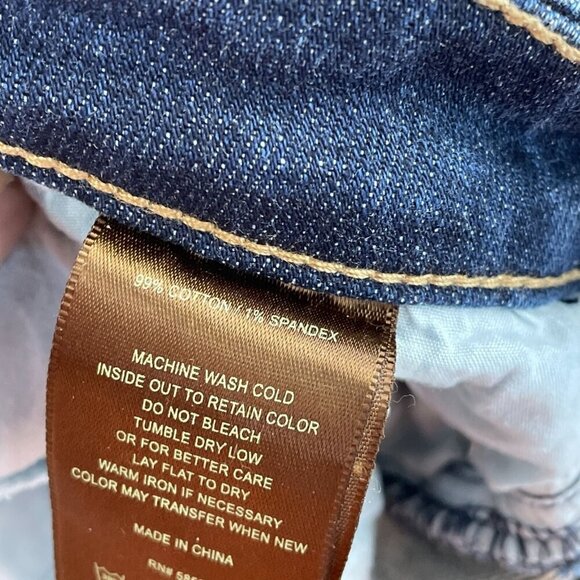 99% COTTON - 1% SPANDEX
MACHINE WASH COLD
INSIDE OUT TO RETAIN COLOR
DO NOT BLEACH
TUMBLE DRY LOW
OR FOR BETTER CARE
LAY FLAT TO DRY
WARM IRON IF NECESSARY
COLOR MAY TRANSFER WHEN NEW
MADE IN CHINA
RN#